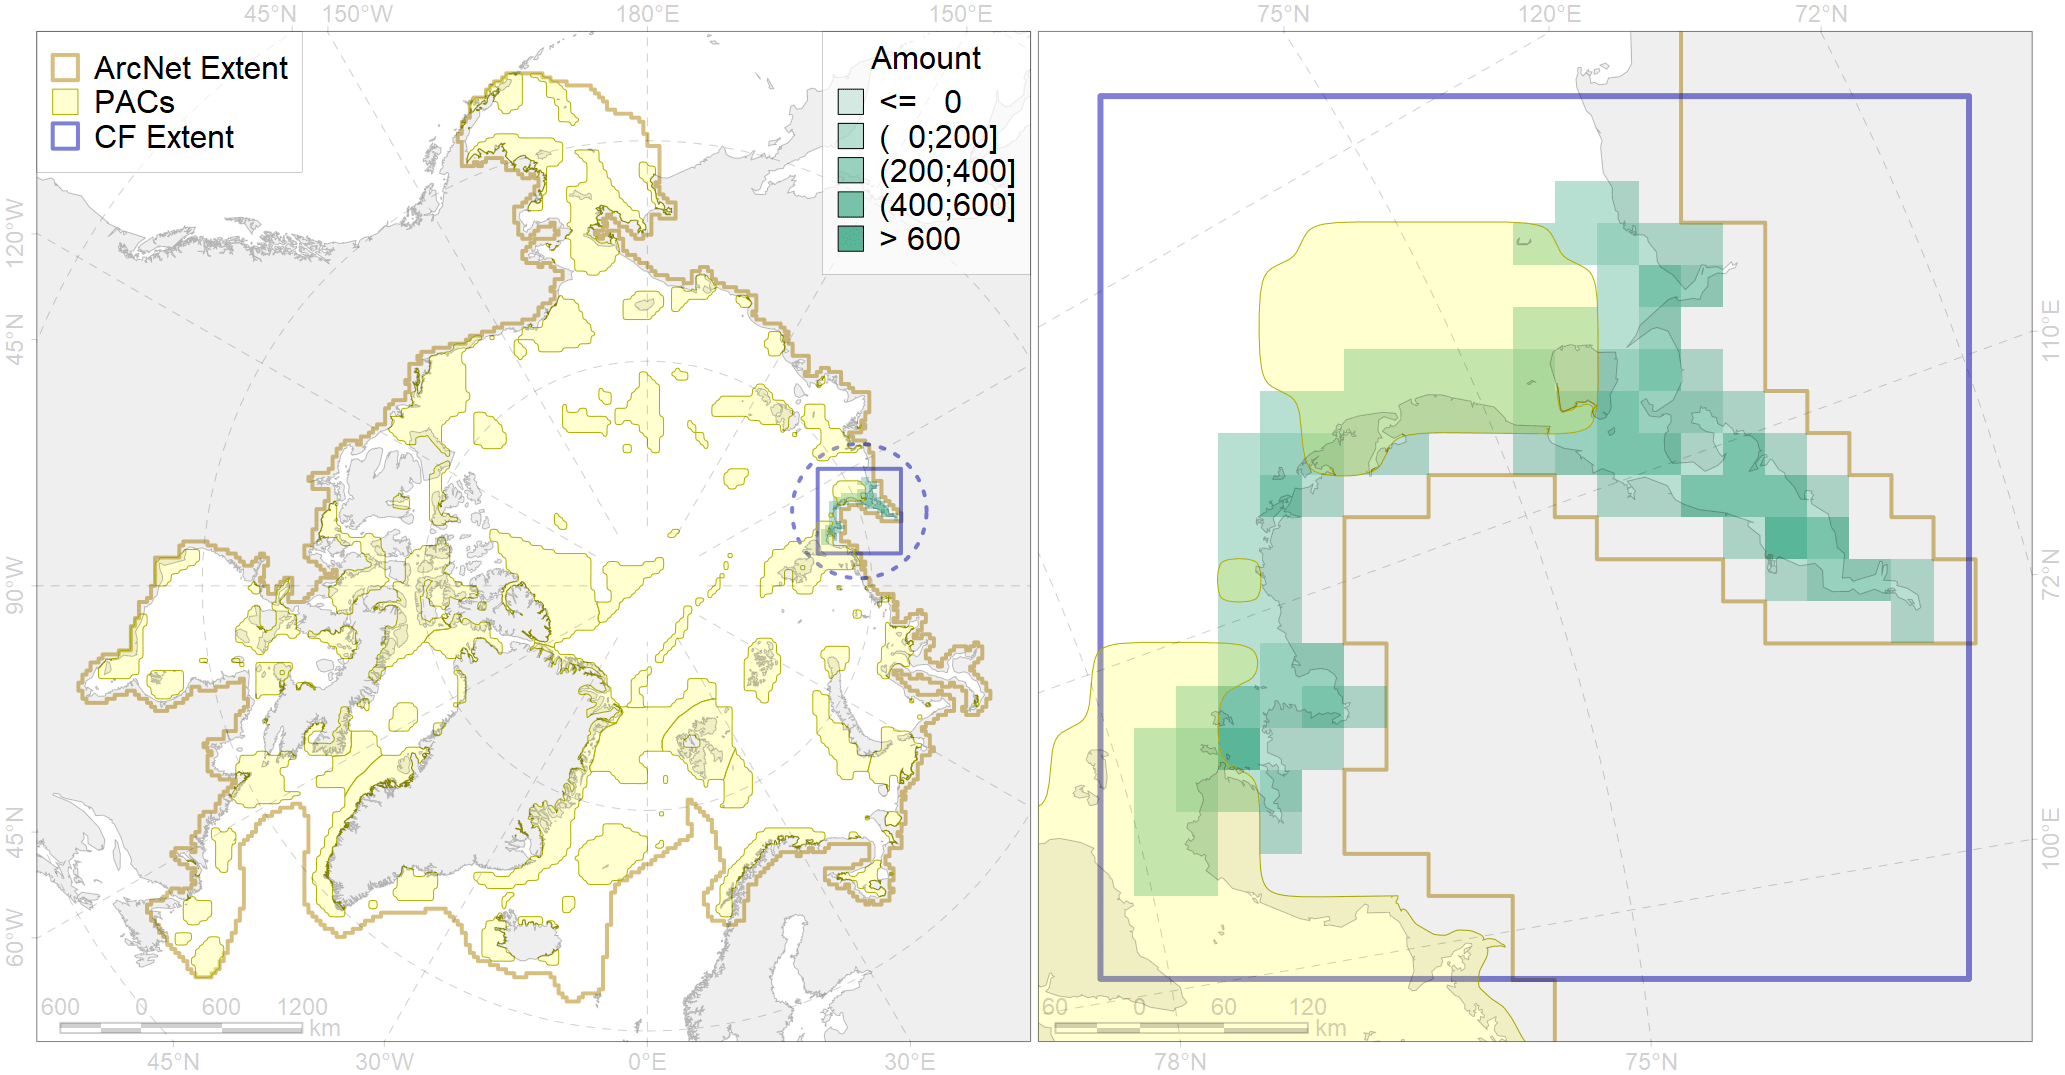 45°N 150°W 180°E 150°E 75°N 120°E 72°N
ArcNet Extent
PACs
CF Extent
Amount
<= 0
( 0;200]
(200;400]
(400;600]
> 600
120°W
45°N
90°W
45°N
60°W
110°E
72°N
100°E
600 0 600 1200
km
60 0 60 120
km
45°N 30°W 0°E 30°E 78°N 75°N